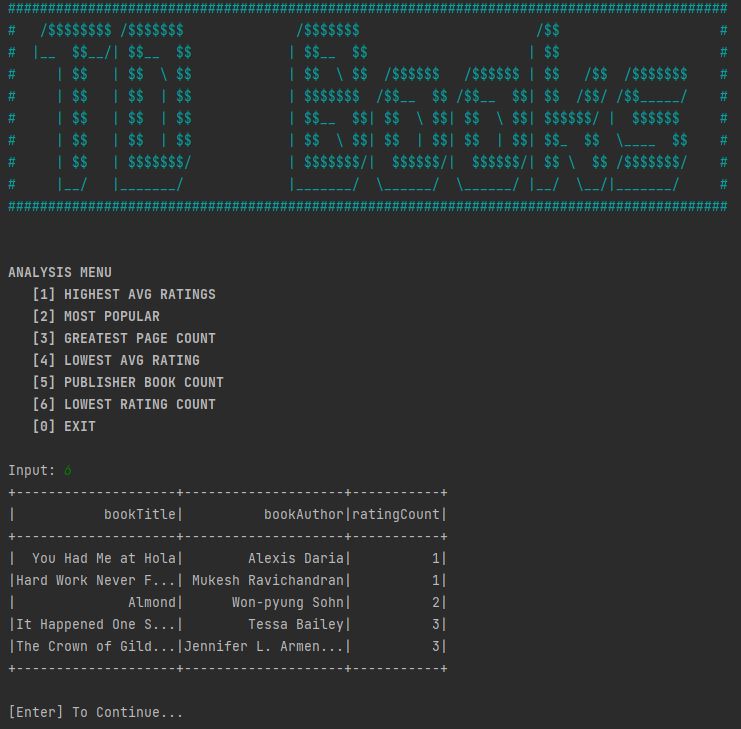 ##########################################################################################
#   /$$$$$$$$ /$$$$$$$              /$$$$$$$                      /$$                    #
#  |__  $$__/| $$__  $$            | $$__  $$                    | $$                    #
#     | $$   | $$  \ $$            | $$  \ $$  /$$$$$$   /$$$$$$ | $$   /$$  /$$$$$$$    #
#     | $$   | $$  | $$            | $$$$$$$  /$$__  $$ /$$__  $$| $$  /$$/ /$$_____/    #
#     | $$   | $$  | $$            | $$__  $$| $$  \ $$| $$  \ $$| $$$$$$/ |  $$$$$$     #
#     | $$   | $$  | $$            | $$  \ $$| $$  | $$| $$  | $$| $$_  $$  \____  $$    #
#     | $$   | $$$$$$$/            | $$$$$$$/|  $$$$$$/|  $$$$$$/| $$ \  $$ /$$$$$$$/    #
#     |__/   |_______/             |_______/  \______/  \______/ |__/  \__/|_______/     #
##########################################################################################
ANALYSIS MENU
[1] HIGHEST AVG RATINGS
[2] MOST POPULAR
[3] GREATEST PAGE COUNT
[4] LOWEST AVG RATING
[5] PUBLISHER BOOK COUNT
[6] LOWEST RATING COUNT
[0] EXIT
Input: 6
+--------------------+--------------------+-----------+
|           bookTitle|          bookAuthor|ratingCount|
+--------------------+--------------------+-----------+
|  You Had Me at Hola|        Alexis Daria|          1|
|Hard Work Never F...| Mukesh Ravichandran|          1|
|              Almond|      Won-pyung Sohn|          2|
|It Happened One S...|        Tessa Bailey|          3|
|The Crown of Gild...|Jennifer L. Armen...|          3|
+--------------------+--------------------+-----------+
[Enter] To Continue...